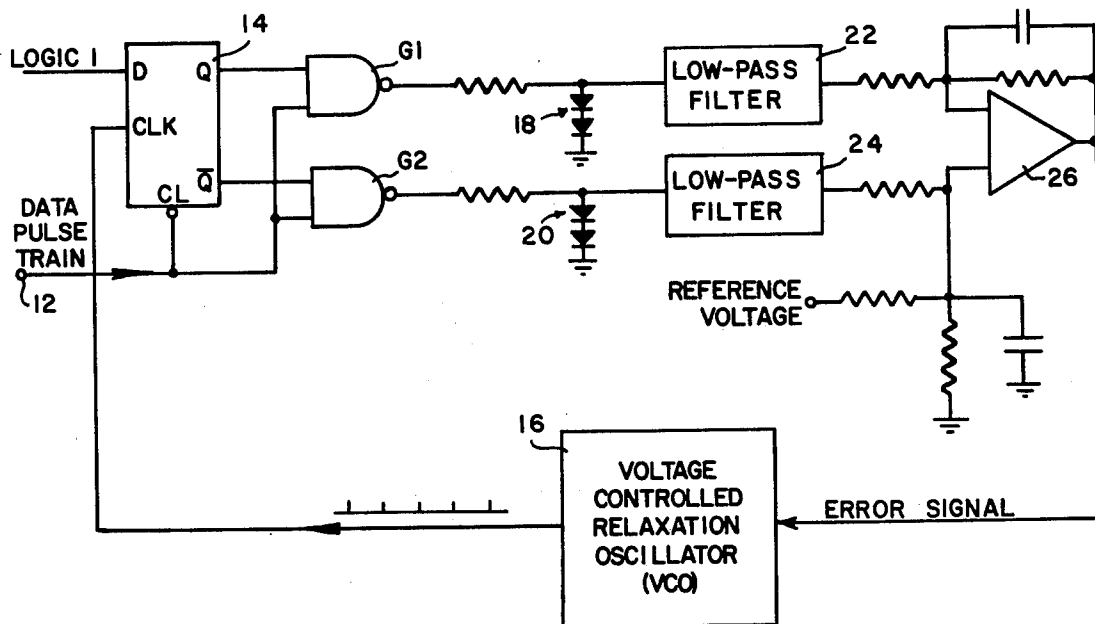 LOGIC 1
14
D
Q
CLK
Q̅
CL
DATA
PULSE
TRAIN
12
G1
G2
18
20
22
LOW-PASS
FILTER
24
LOW-PASS
FILTER
26
REFERENCE
VOLTAGE
16
VOLTAGE
CONTROLLED
RELAXATION
OSCILLATOR
(VCO)
ERROR SIGNAL